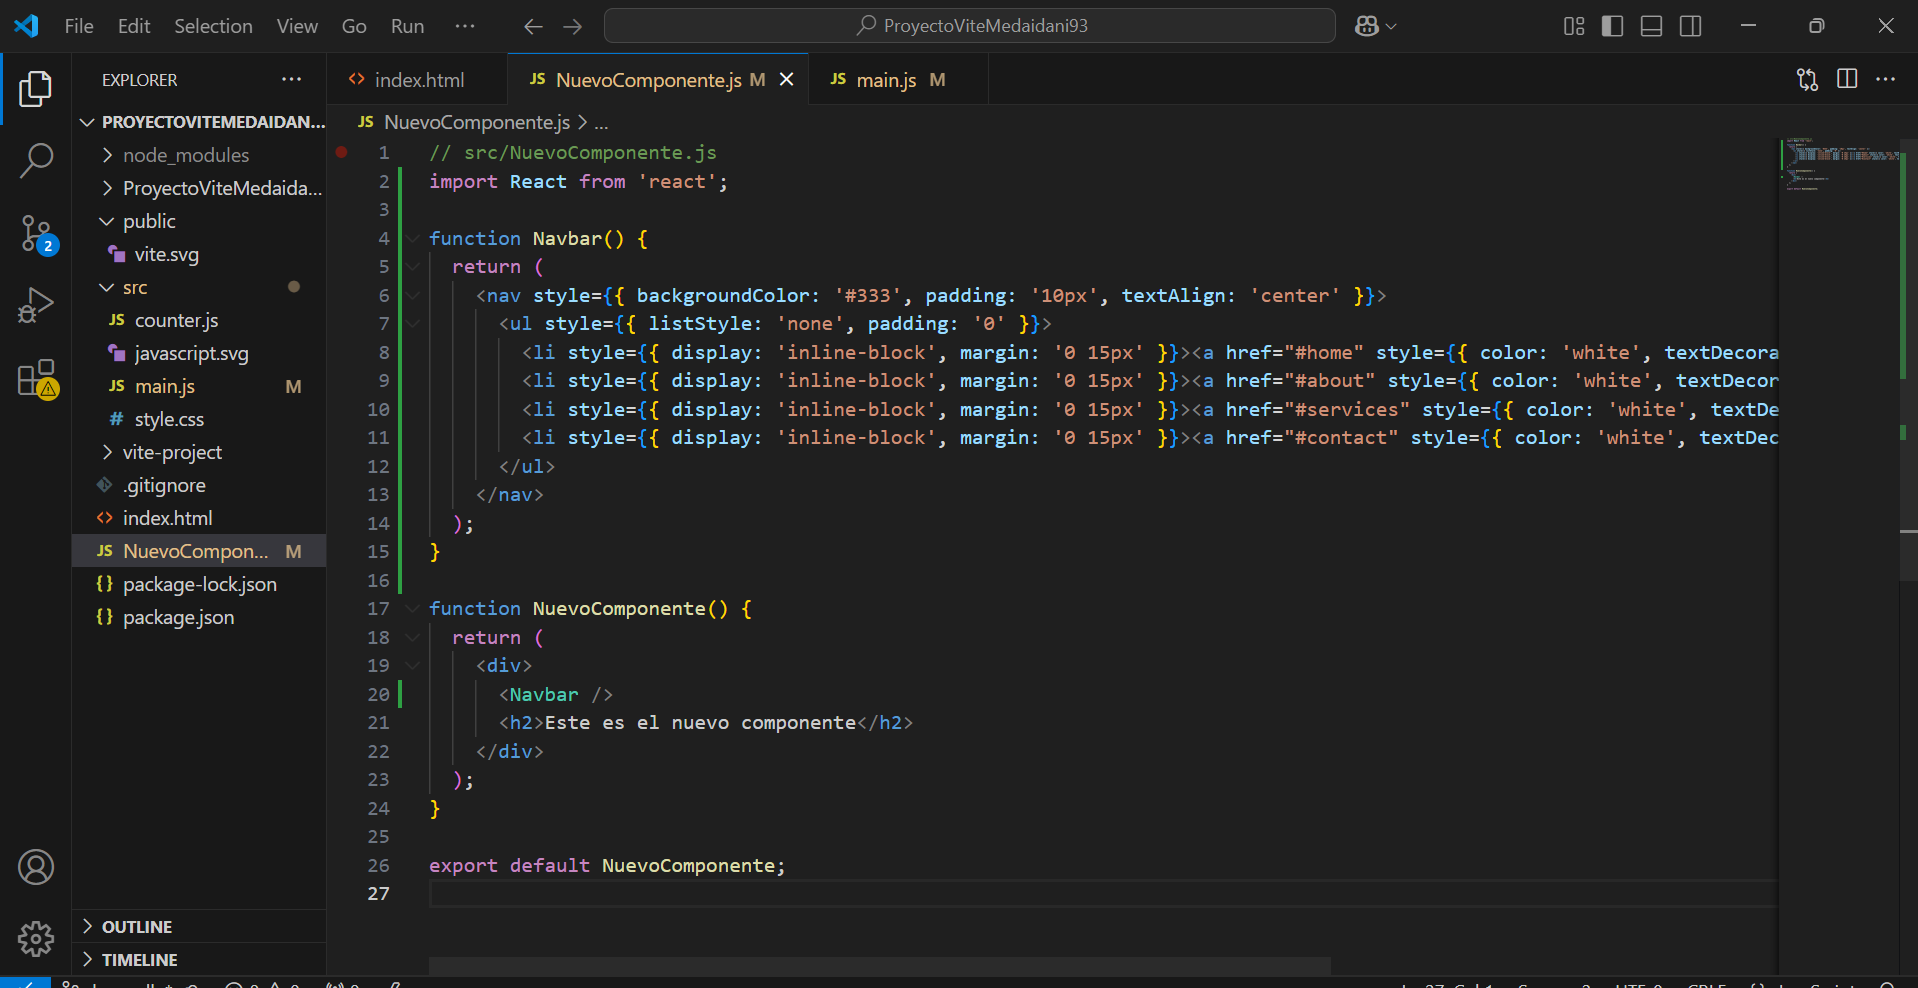 File Edit Selection View Go Run ··· ProyectoViteMedaidani93
EXPLORER ···
PROYECTOVITEMEDAIDAN...
node_modules
ProyectoViteMedaida...
public
vite.svg
src
JS counter.js
javascript.svg
JS main.js M
# style.css
vite-project
.gitignore
<> index.html
JS NuevoCompon... M
{} package-lock.json
{} package.json
OUTLINE
TIMELINE
2
<> index.html JS NuevoComponente.js M JS main.js M
JS NuevoComponente.js > ...
1 // src/NuevoComponente.js
2 import React from 'react';
3
4 function Navbar() {
5 return (
6 <nav style={{ backgroundColor: '#333', padding: '10px', textAlign: 'center' }}>
7 <ul style={{ listStyle: 'none', padding: '0' }}>
8 <li style={{ display: 'inline-block', margin: '0 15px' }}><a href="#home" style={{ color: 'white', textDecora
9 <li style={{ display: 'inline-block', margin: '0 15px' }}><a href="#about" style={{ color: 'white', textDecor
10 <li style={{ display: 'inline-block', margin: '0 15px' }}><a href="#services" style={{ color: 'white', textDe
11 <li style={{ display: 'inline-block', margin: '0 15px' }}><a href="#contact" style={{ color: 'white', textDec
12 </ul>
13 </nav>
14 );
15 }
16
17 function NuevoComponente() {
18 return (
19 <div>
20 <Navbar />
21 <h2>Este es el nuevo componente</h2>
22 </div>
23 );
24 }
25
26 export default NuevoComponente;
27